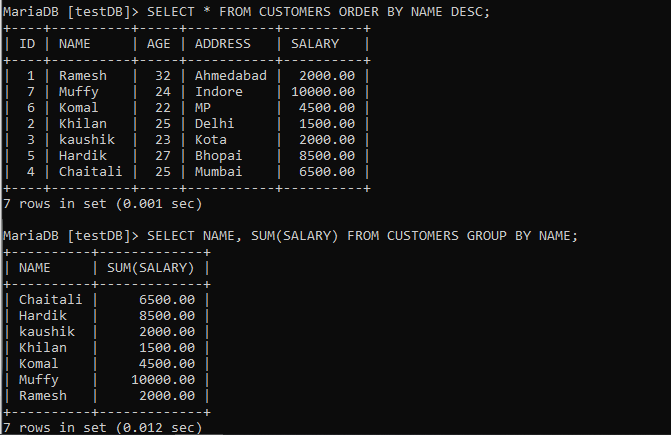 MariaDB [testDB]> SELECT * FROM CUSTOMERS ORDER BY NAME DESC;
+----+----------+-----+-----------+----------+
| ID | NAME     | AGE | ADDRESS   | SALARY   |
+----+----------+-----+-----------+----------+
|  1 | Ramesh   |  32 | Ahmedabad |  2000.00 |
|  7 | Muffy    |  24 | Indore    | 10000.00 |
|  6 | Komal    |  22 | MP        |  4500.00 |
|  2 | Khilan   |  25 | Delhi     |  1500.00 |
|  3 | kaushik  |  23 | Kota      |  2000.00 |
|  5 | Hardik   |  27 | Bhopai    |  8500.00 |
|  4 | Chaitali |  25 | Mumbai    |  6500.00 |
+----+----------+-----+-----------+----------+
7 rows in set (0.001 sec)
MariaDB [testDB]> SELECT NAME, SUM(SALARY) FROM CUSTOMERS GROUP BY NAME;
+----------+-------------+
| NAME     | SUM(SALARY) |
+----------+-------------+
| Chaitali |     6500.00 |
| Hardik   |     8500.00 |
| kaushik  |     2000.00 |
| Khilan   |     1500.00 |
| Komal    |     4500.00 |
| Muffy    |    10000.00 |
| Ramesh   |     2000.00 |
+----------+-------------+
7 rows in set (0.012 sec)